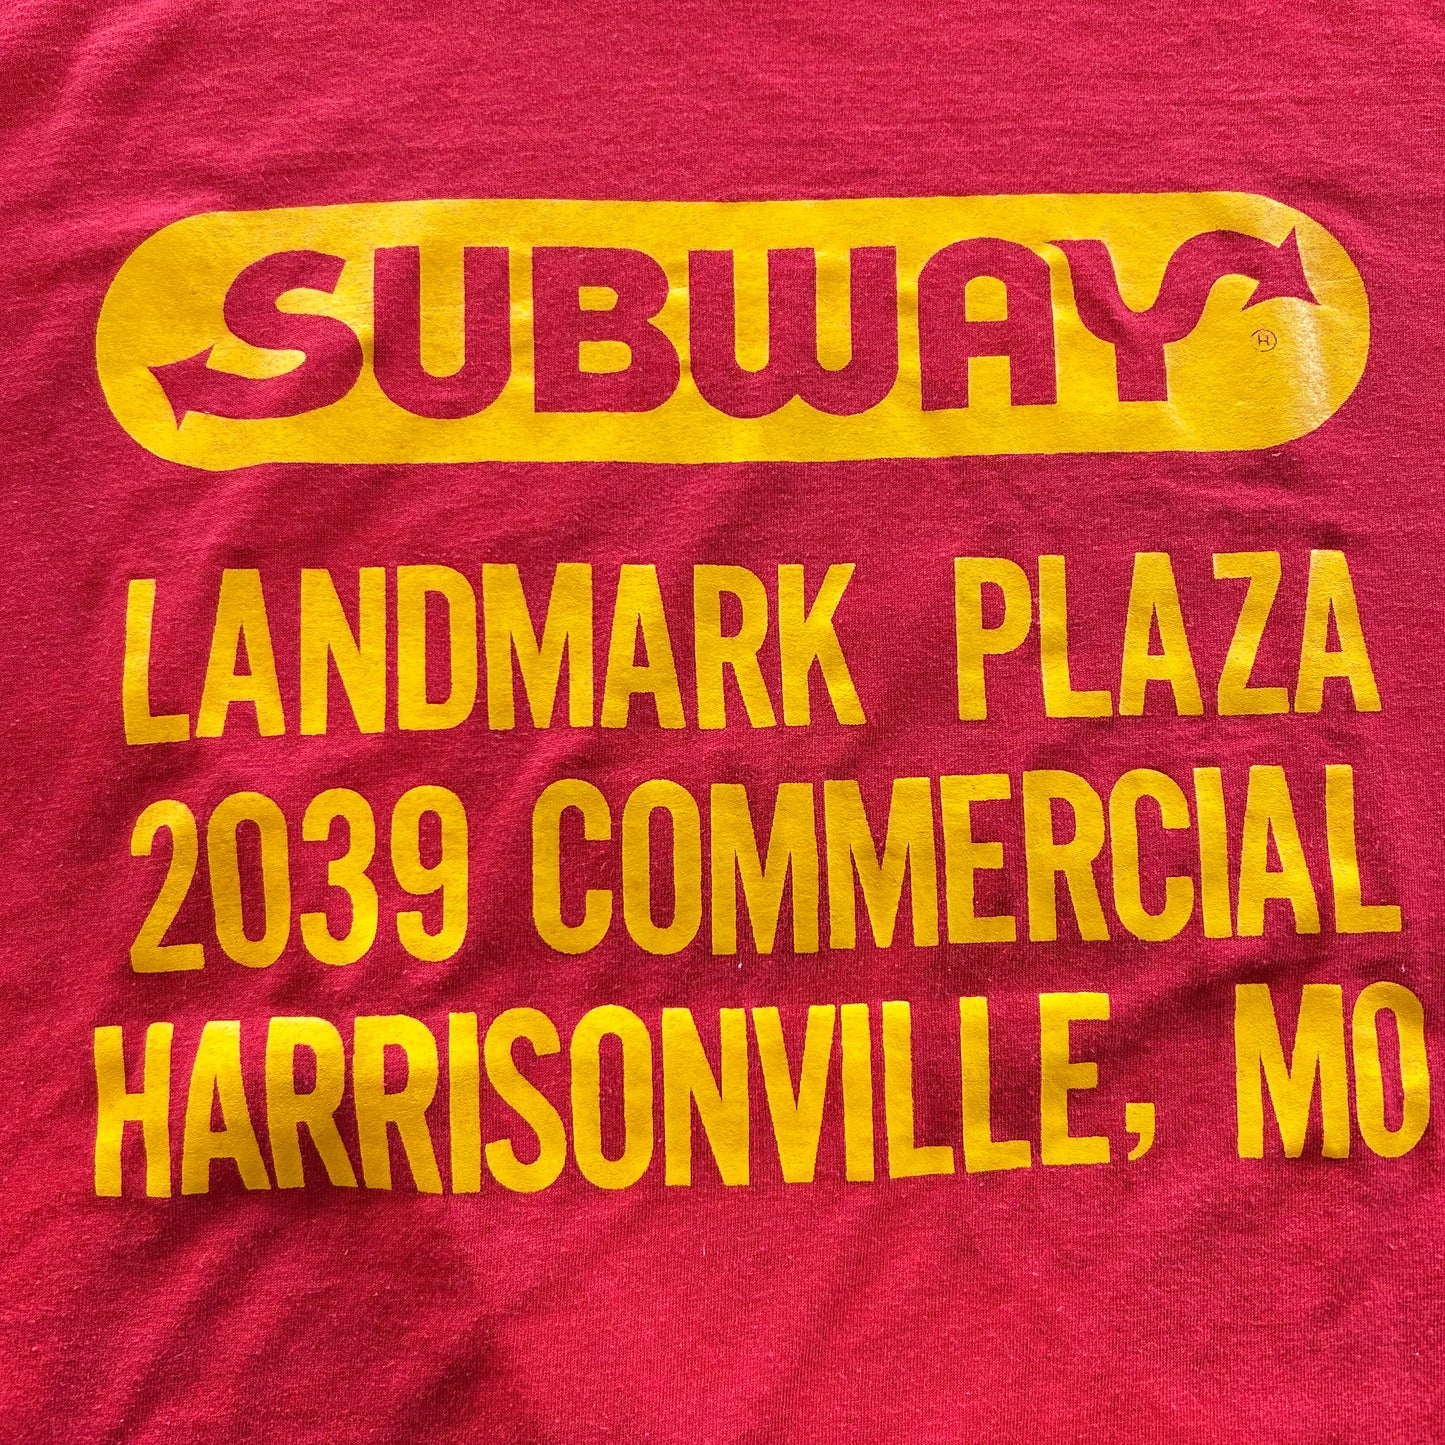 SUBWAY
LANDMARK PLAZA
2039 COMMERCIAL
HARRISONVILLE, MO